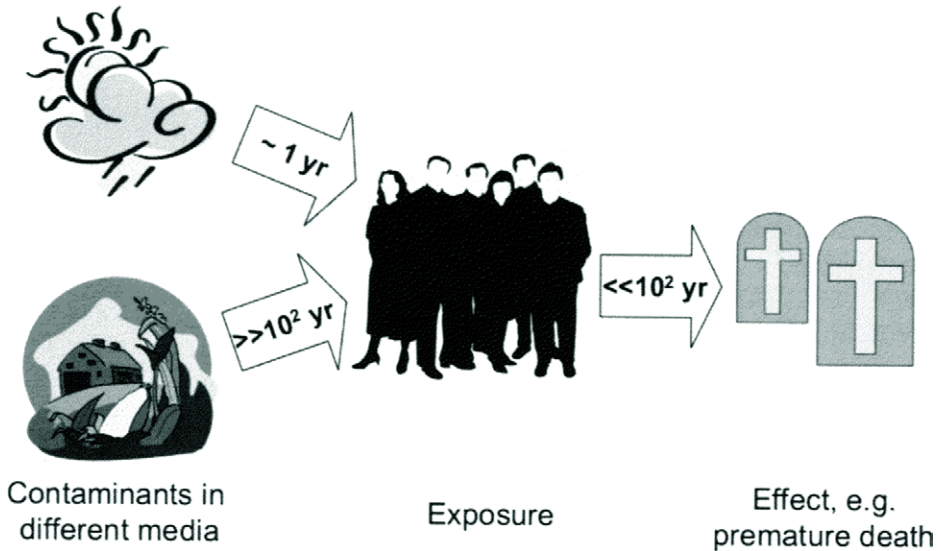 ~ 1 yr
>>10² yr
<<10² yr
Contaminants in
different media
Exposure
Effect, e.g.
premature death